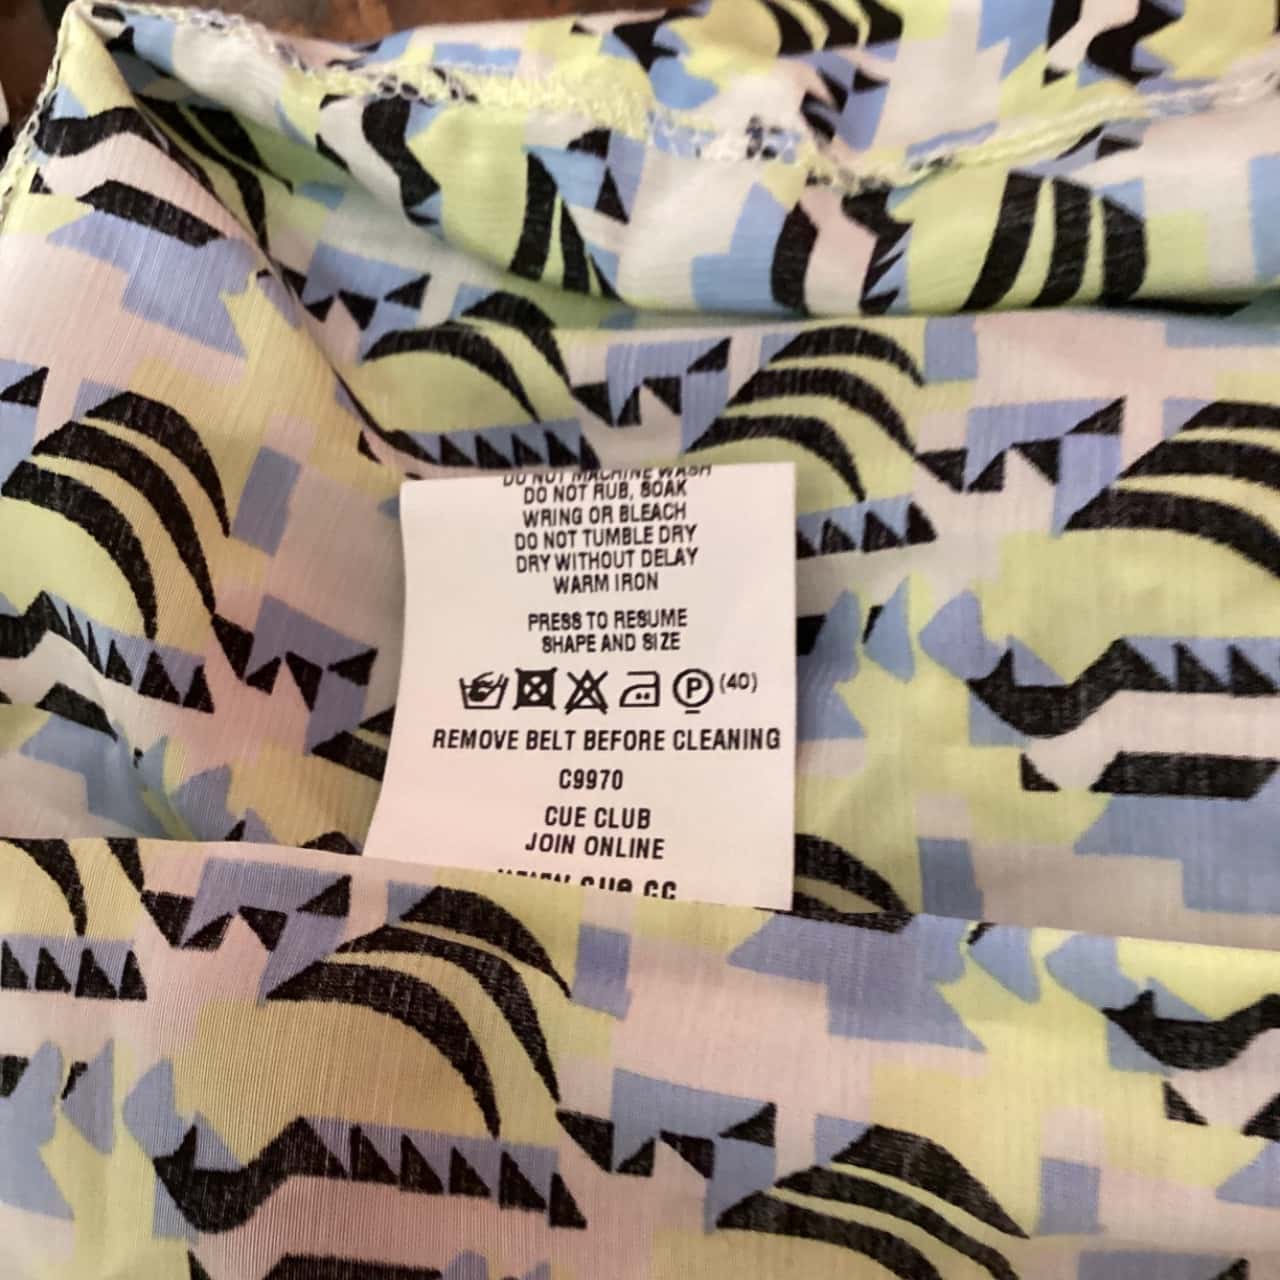 DO NOT MACHINE WASH
DO NOT RUB, SOAK
WRING OR BLEACH
DO NOT TUMBLE DRY
DRY WITHOUT DELAY
WARM IRON
PRESS TO RESUME
SHAPE AND SIZE
P (40)
REMOVE BELT BEFORE CLEANING
C9970
CUE CLUB
JOIN ONLINE